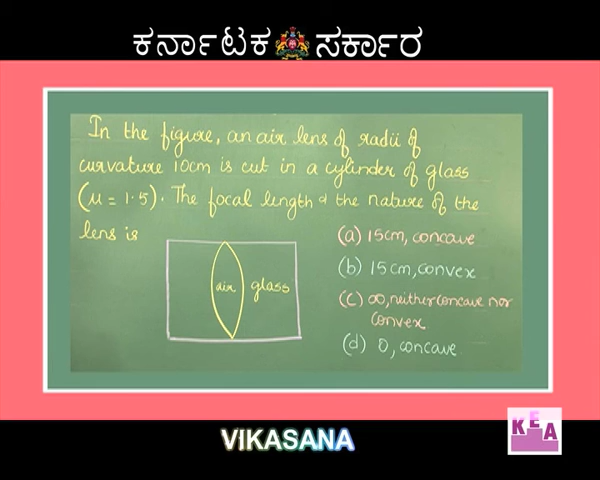 ಕರ್ನಾಟಕ ಸರ್ಕಾರ
In the figure, an air lens of radii of
curvature 10cm is cut in a cylinder of glass
(μ = 1.5). The focal length & the nature of the
lens is
(a) 15cm, concave
(b) 15cm, convex
air glass
(c) ∞, neither concave nor
convex
(d) 0, concave
KEA
VIKASANA